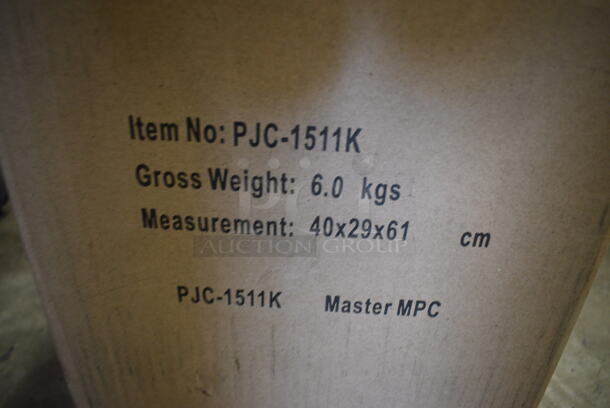 Item No: PJC-1511K
Gross Weight: 6.0 kgs
Measurement: 40x29x61 cm
AUCTION GROUP
PJC-1511K Master MPC